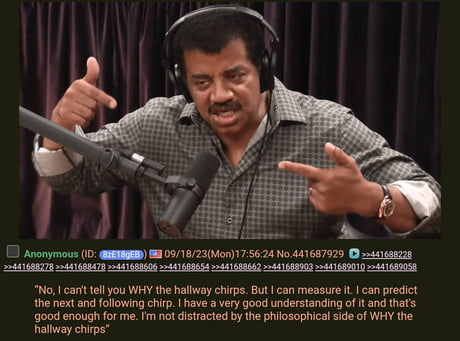 Anonymous (ID: 8zE18gEB) 09/18/23(Mon)17:56:24 No.441687929 >>441688228
>>441688278 >>441688478 >>441688606 >>441688654 >>441688662 >>441688903 >>441689010 >>441689058
“No, I can't tell you WHY the hallway chirps. But I can measure it. I can predict
the next and following chirp. I have a very good understanding of it and that's
good enough for me. I'm not distracted by the philosophical side of WHY the
hallway chirps”